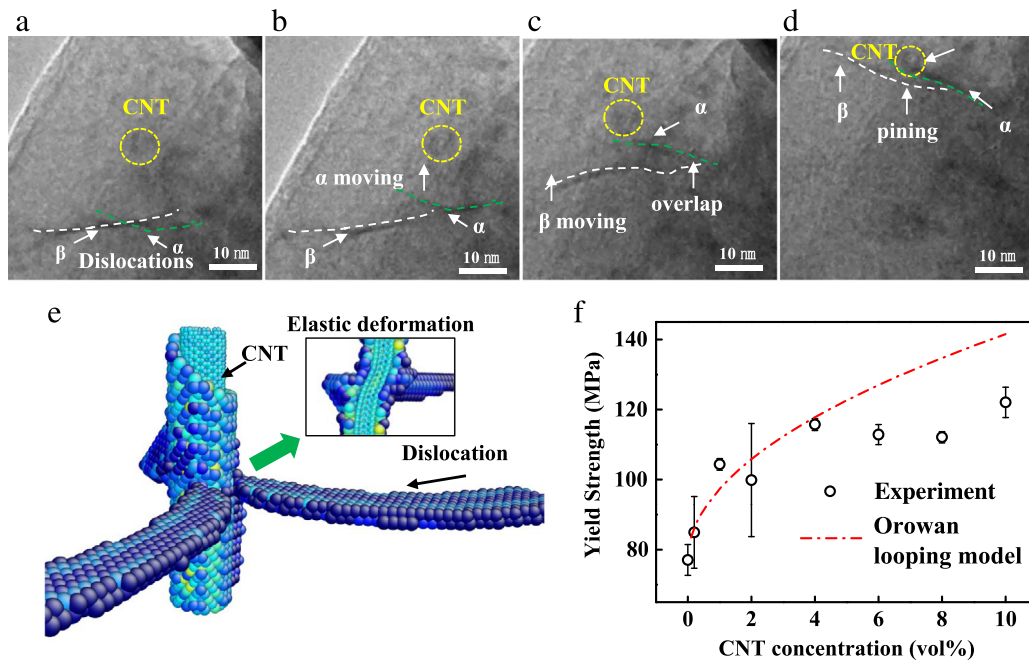 a
CNT
β
Dislocations
α
10 nm
b
CNT
α moving
β
α
10 nm
c
CNT
α
β moving
overlap
10 nm
d
CNT
β
pining
α
10 nm
e
CNT
Elastic deformation
Dislocation
f
Yield Strength (MPa)
140
120
100
80
Experiment
Orowan
looping model
0 2 4 6 8 10
CNT concentration (vol%)